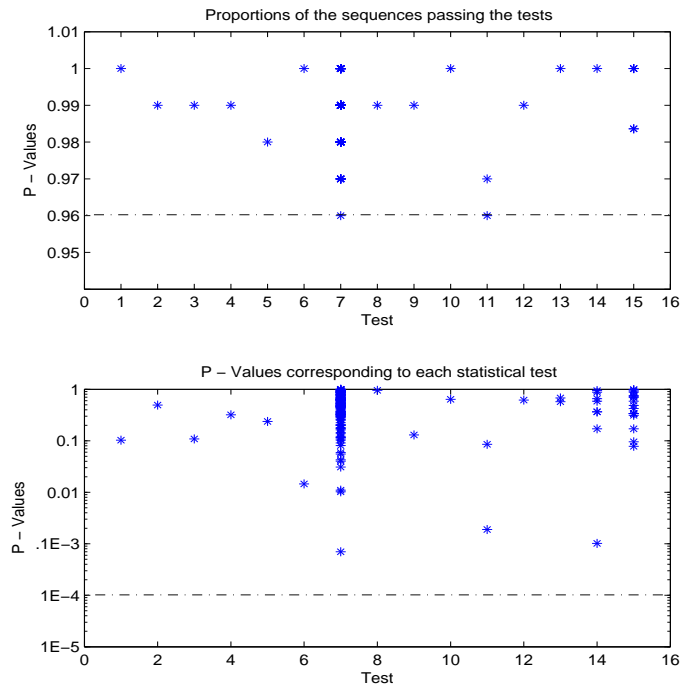 Proportions of the sequences passing the tests
1.01
1
0.99
0.98
0.97
0.96
0.95
P − Values
0 1 2 3 4 5 6 7 8 9 10 11 12 13 14 15 16
Test
P − Values corresponding to each statistical test
1
0.1
0.01
.1E−3
1E−4
1E−5
P − Values
0 2 4 6 7 8 10 12 14 16
Test